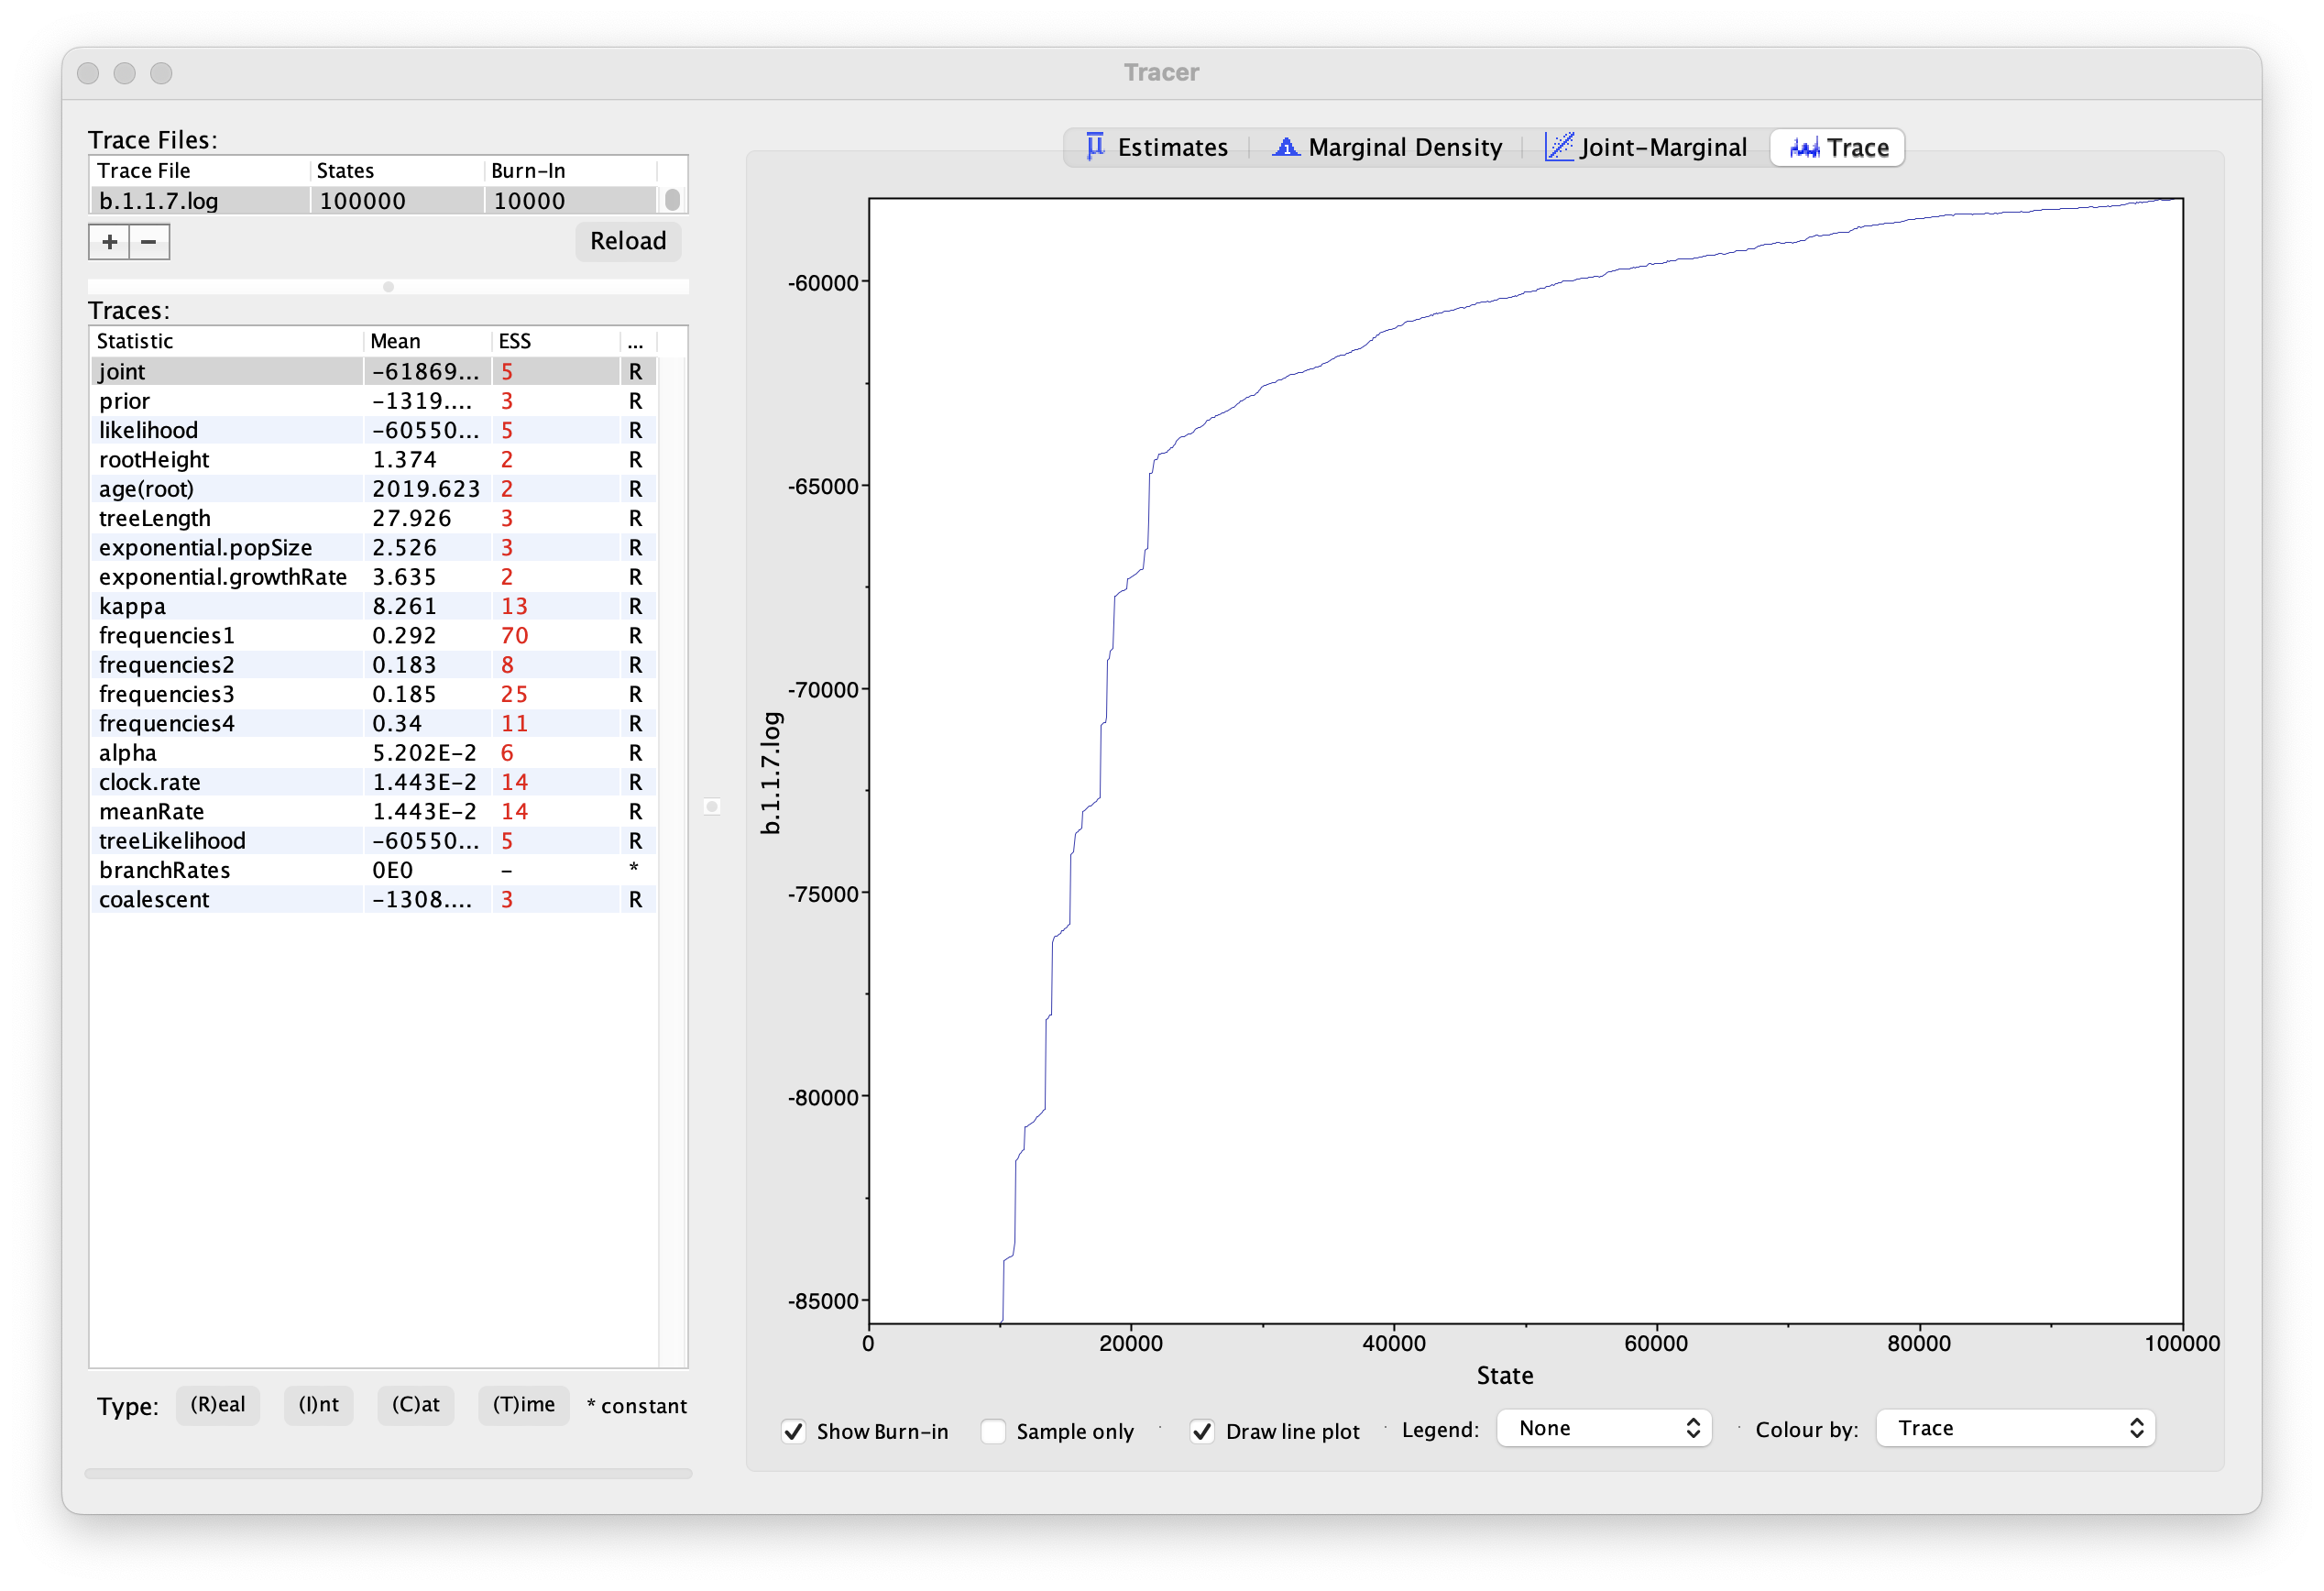 Tracer
Trace Files:
Trace File States Burn-In
b.1.1.7.log 100000 10000
+ −
Reload
Traces:
Statistic Mean ESS ...
joint -61869... 5 R
prior -1319.... 3 R
likelihood -60550... 5 R
rootHeight 1.374 2 R
age(root) 2019.623 2 R
treeLength 27.926 3 R
exponential.popSize 2.526 3 R
exponential.growthRate 3.635 2 R
kappa 8.261 13 R
frequencies1 0.292 70 R
frequencies2 0.183 8 R
frequencies3 0.185 25 R
frequencies4 0.34 11 R
alpha 5.202E-2 6 R
clock.rate 1.443E-2 14 R
meanRate 1.443E-2 14 R
treeLikelihood -60550... 5 R
branchRates 0E0 - *
coalescent -1308.... 3 R
Type: (R)eal (I)nt (C)at (T)ime * constant
Estimates Marginal Density Joint-Marginal Trace
-60000
-65000
-70000
-75000
-80000
-85000
b.1.1.7.log
0 20000 40000 60000 80000 100000
State
Show Burn-in Sample only Draw line plot Legend: None Colour by: Trace